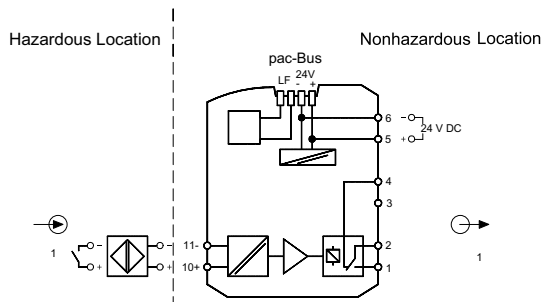 Hazardous Location
Nonhazardous Location
pac-Bus
LF - 24V +
6 -
24 V DC
5 +
4
3
1
- -
+ +
11-
10+
2
1
1